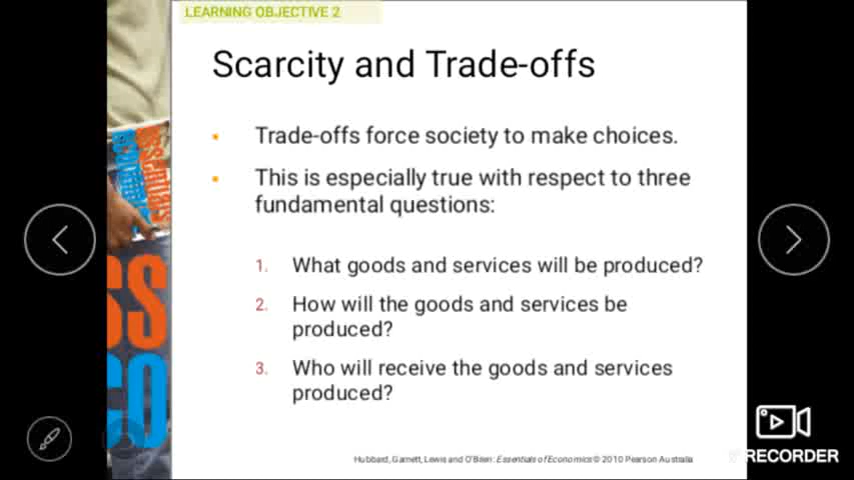 LEARNING OBJECTIVE 2
Scarcity and Trade-offs
Trade-offs force society to make choices.
This is especially true with respect to three
fundamental questions:
1. What goods and services will be produced?
2. How will the goods and services be
produced?
3. Who will receive the goods and services
produced?
Hubbard, Garnett, Lewis and O'Brien: Essentials of Economics © 2010 Pearson Australia
RECORDER